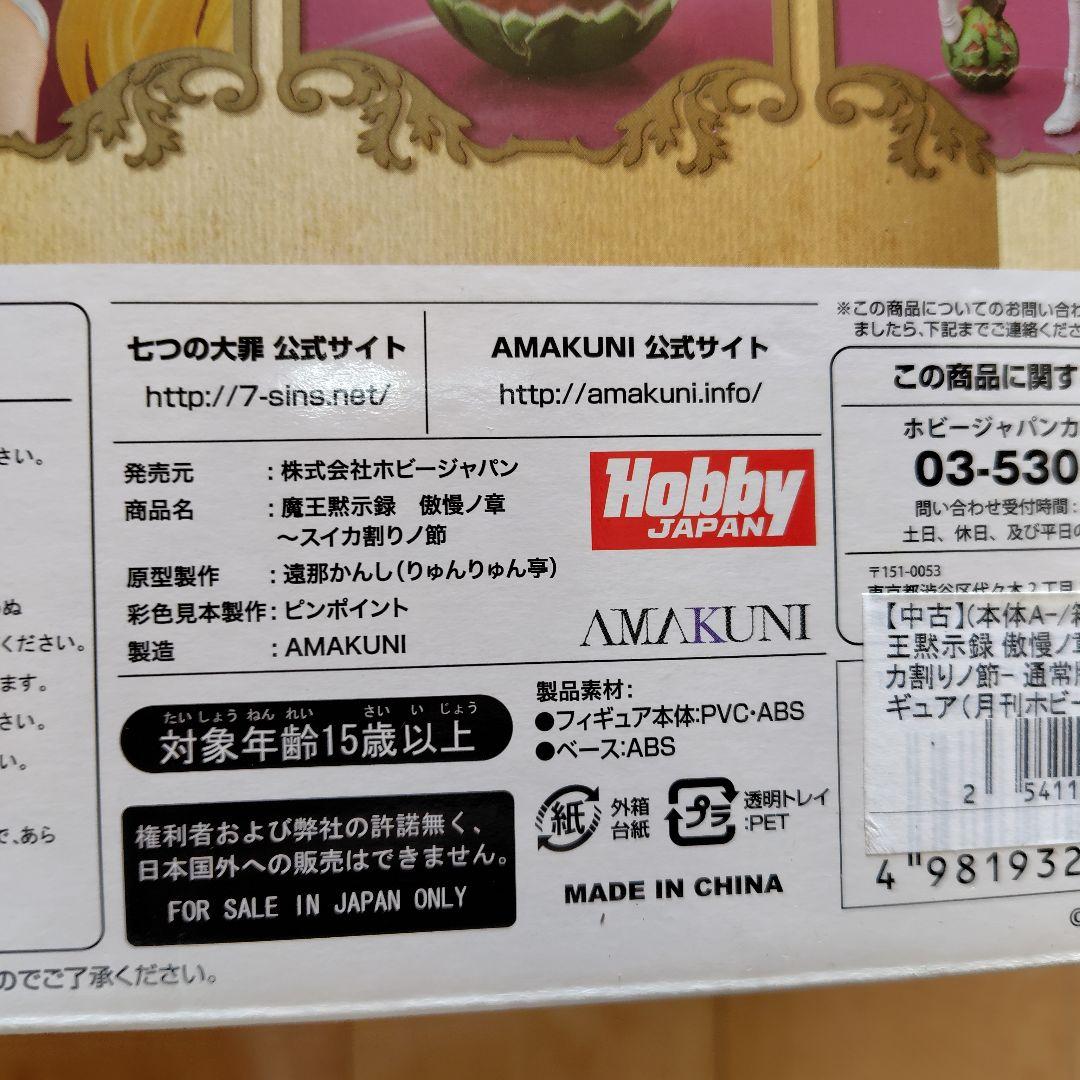 さい。
ぬ
ください。
ます。
さい。
い。
で、あら
のでご了承ください。
七つの大罪 公式サイト
http://7-sins.net/
AMAKUNI 公式サイト
http://amakuni.info/
発売元 :株式会社ホビージャパン
商品名 :魔王黙示録 傲慢ノ章
～スイカ割りノ節
原型製作 :遠那かんし(りゅんりゅん亭)
彩色見本製作:ピンポイント
製造 :AMAKUNI
Hobby
JAPAN
AMAKUNI
たいしょうねんれい さいいじょう
対象年齢15歳以上
権利者および弊社の許諾無く、
日本国外への販売はできません。
FOR SALE IN JAPAN ONLY
製品素材:
●フィギュア本体:PVC・ABS
●ベース:ABS
紙
外箱
台紙
プラ
透明トレイ
:PET
MADE IN CHINA
※この商品についてのお問い合わ
ましたら、下記までご連絡くださ
この商品に関す
ホビージャパンカ
03-530
問い合わせ受付時間:
土日、休日、及び平日の
〒151-0053
東京都渋谷区代々木2丁目
【中古】(本体A-/箱
王黙示録 傲慢ノ章
カ割りノ節- 通常版
ギュア(月刊ホビー
2 5411
4 981932
©